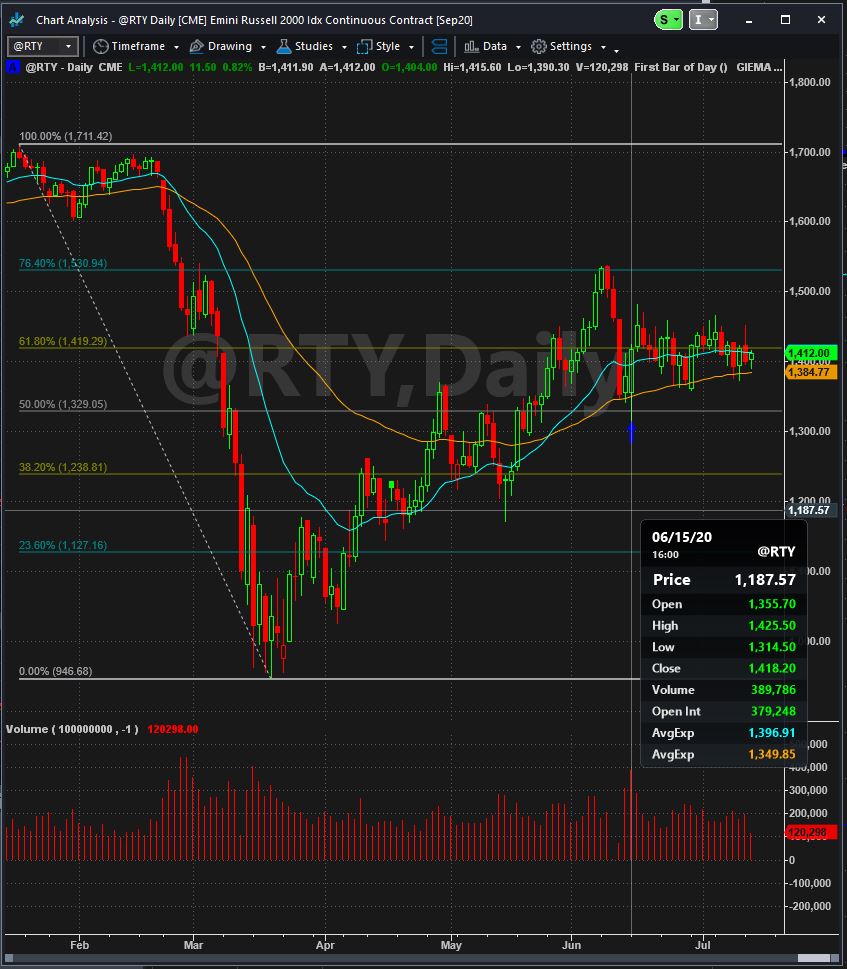 Chart Analysis - @RTY Daily [CME] Emini Russell 2000 Idx Continuous Contract [Sep20]
S
I
@RTY
Timeframe
Drawing
Studies
Style
Data
Settings
@RTY - Daily CME L=1,412.00 11.50 0.82% B=1,411.90 A=1,412.00 O=1,404.00 Hi=1,415.60 Lo=1,390.30 V=120,298 First Bar of Day () GIEMA ...
1,800.00
100.00% (1,711.42)
1,700.00
1,600.00
76.40% (1,530.94)
1,500.00
@RTY,Daily
61.80% (1,419.29)
1,412.00
1,400.00
1,384.77
50.00% (1,329.05)
1,300.00
38.20% (1,238.81)
1,200.00
1,187.57
23.60% (1,127.16)
06/15/20
16:00
@RTY
Price 1,187.57
Open 1,355.70
High 1,425.50
Low 1,314.50
Close 1,418.20
Volume 389,786
Open Int 379,248
AvgExp 1,396.91
AvgExp 1,349.85
0.00% (946.68)
Volume ( 100000000 , -1 ) 120298.00
400,000
300,000
200,000
120,298
0
-100,000
-200,000
Feb Mar Apr May Jun Jul